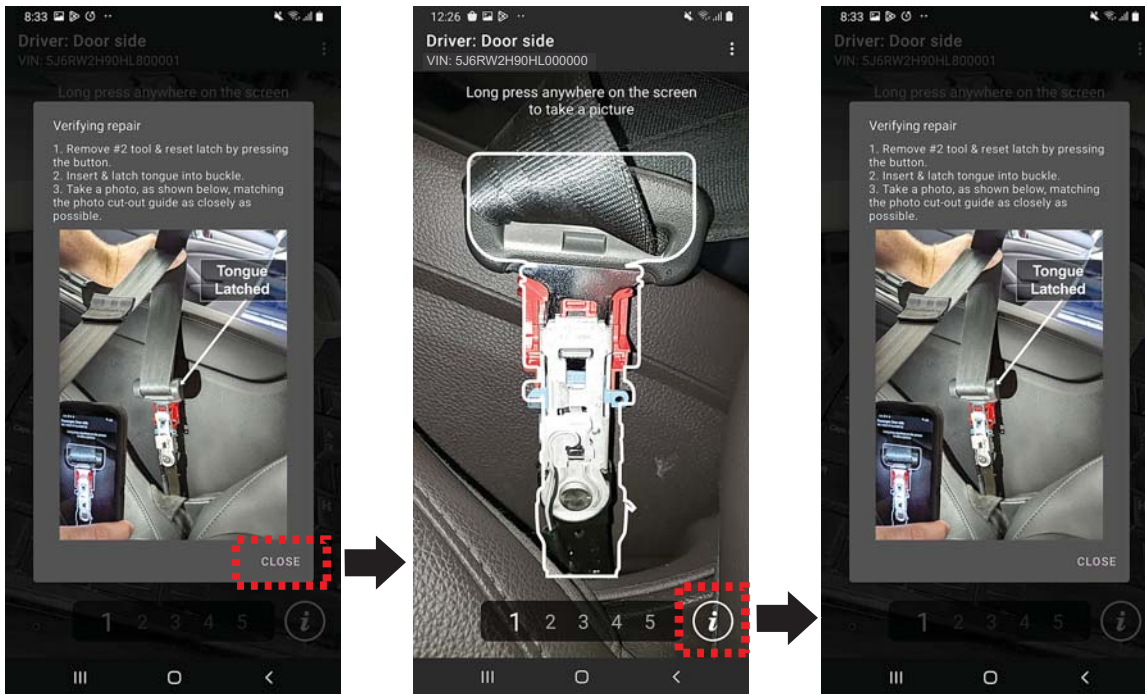 8:33
Driver: Door side
VIN: 5J6RW2H90HL800001
Long press anywhere on the screen
Verifying repair
1. Remove #2 tool & reset latch by pressing
the button.
2. Insert & latch tongue into buckle.
3. Take a photo, as shown below, matching
the photo cut-out guide as closely as
possible.
Tongue
Latched
CLOSE
1 2 3 4 5 i
12:26
Driver: Door side
VIN: 5J6RW2H90HL000000
Long press anywhere on the screen
to take a picture
1 2 3 4 5 i
8:33
Driver: Door side
VIN: 5J6RW2H90HL800001
Long press anywhere on the screen
Verifying repair
1. Remove #2 tool & reset latch by pressing
the button.
2. Insert & latch tongue into buckle.
3. Take a photo, as shown below, matching
the photo cut-out guide as closely as
possible.
Tongue
Latched
CLOSE
1 2 3 4 5 i